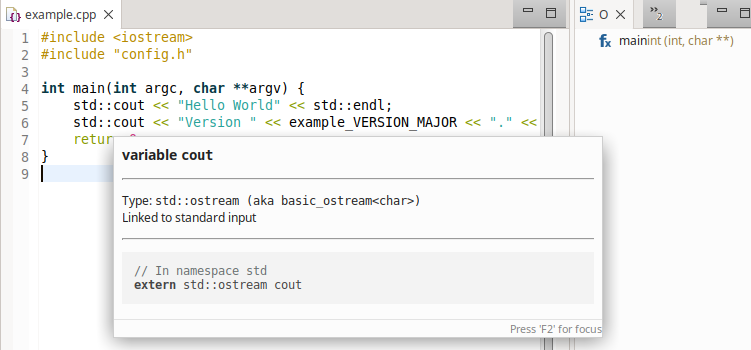 example.cpp
O
»2
mainint (int, char **)
1 #include <iostream>
2 #include "config.h"
3
4 int main(int argc, char **argv) {
5 std::cout << "Hello World" << std::endl;
6 std::cout << "Version " << example_VERSION_MAJOR << "." <<
7 return
8 }
9
variable cout
Type: std::ostream (aka basic_ostream<char>)
Linked to standard input
// In namespace std
extern std::ostream cout
Press 'F2' for focus